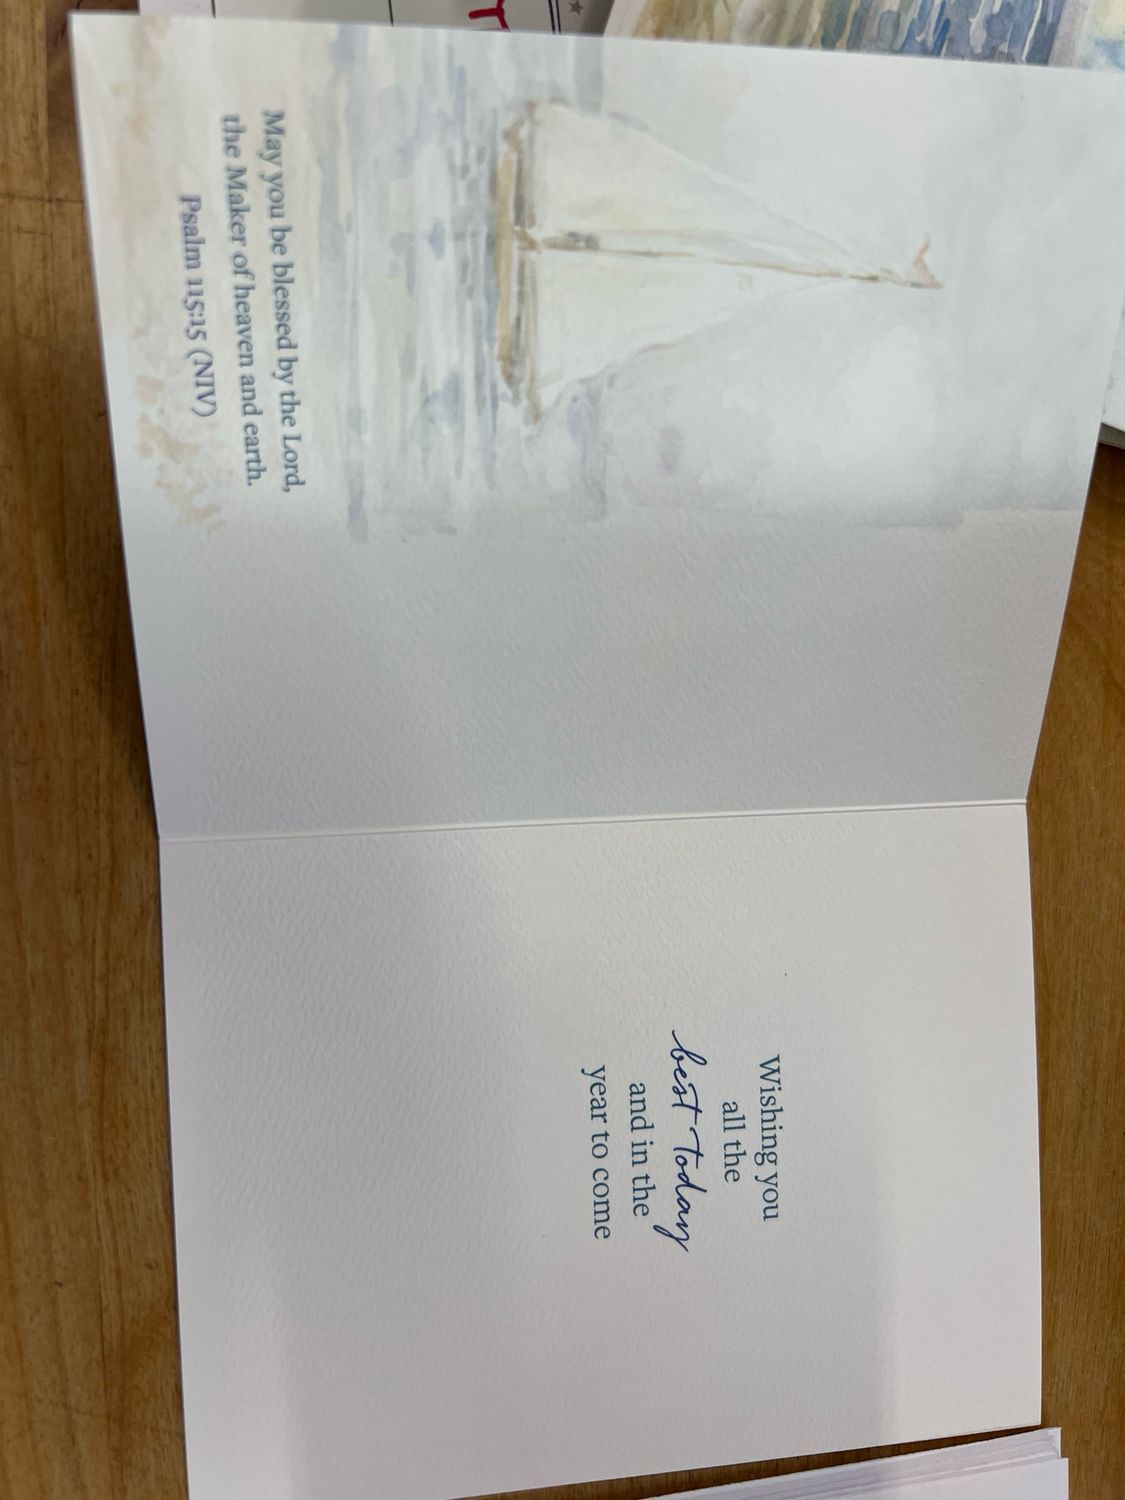 May you be blessed by the Lord,
the Maker of heaven and earth.
Psalm 115:15 (NIV)
Wishing you
all the
best today
and in the
year to come